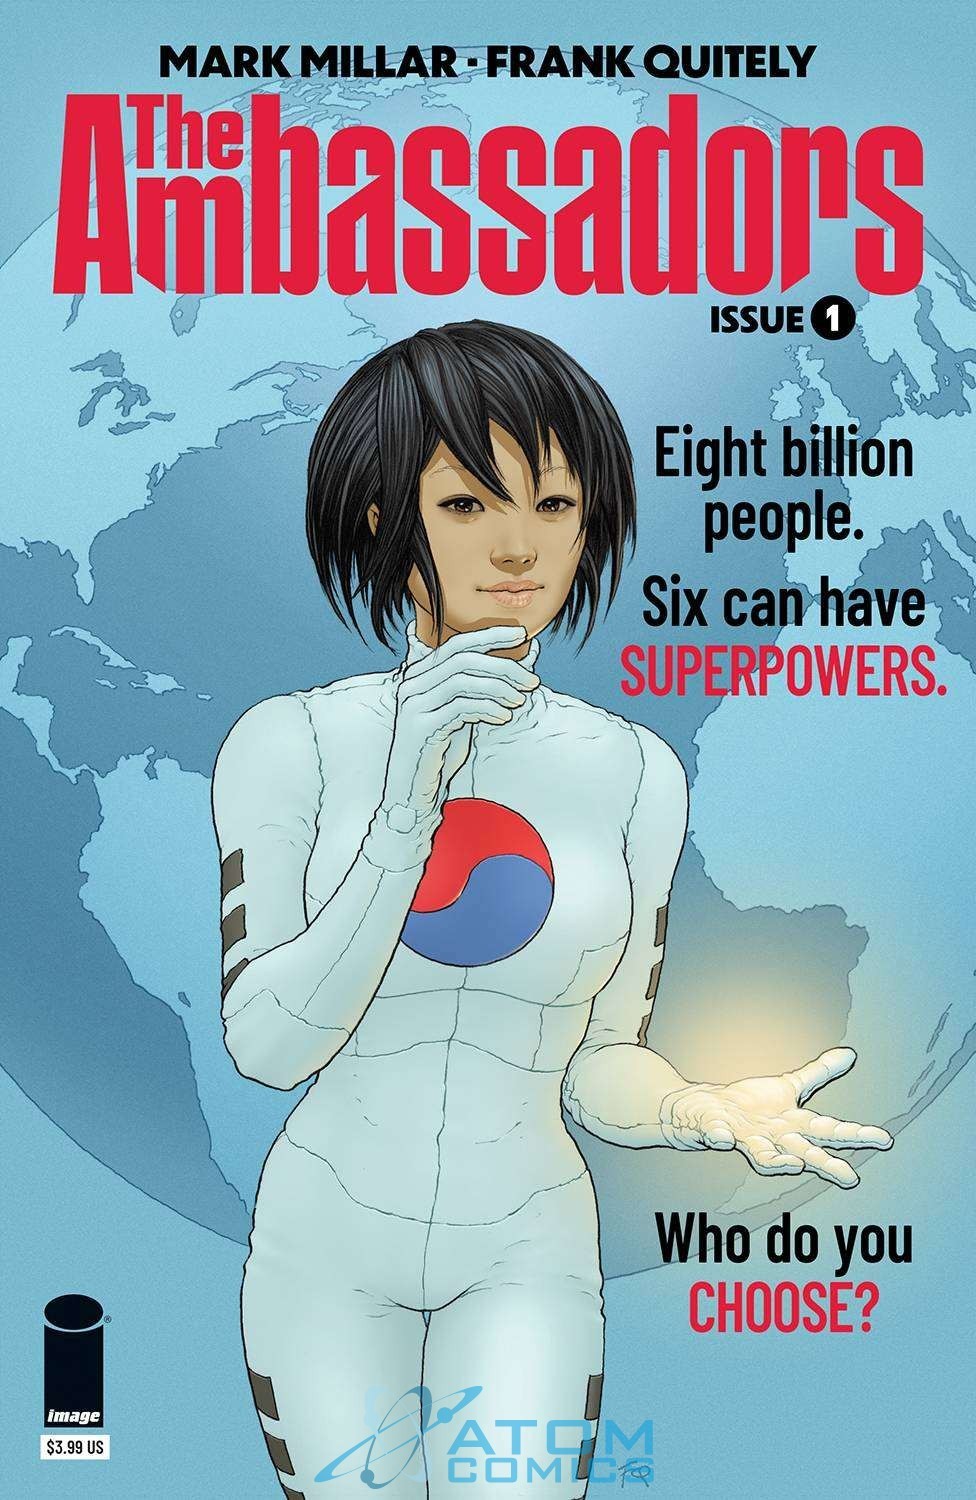 MARK MILLAR · FRANK QUITELY
The
Ambassadors
ISSUE 1
Eight billion
people.
Six can have
SUPERPOWERS.
Who do you
CHOOSE?
image
$3.99 US
ATOM
COMICS
FQ